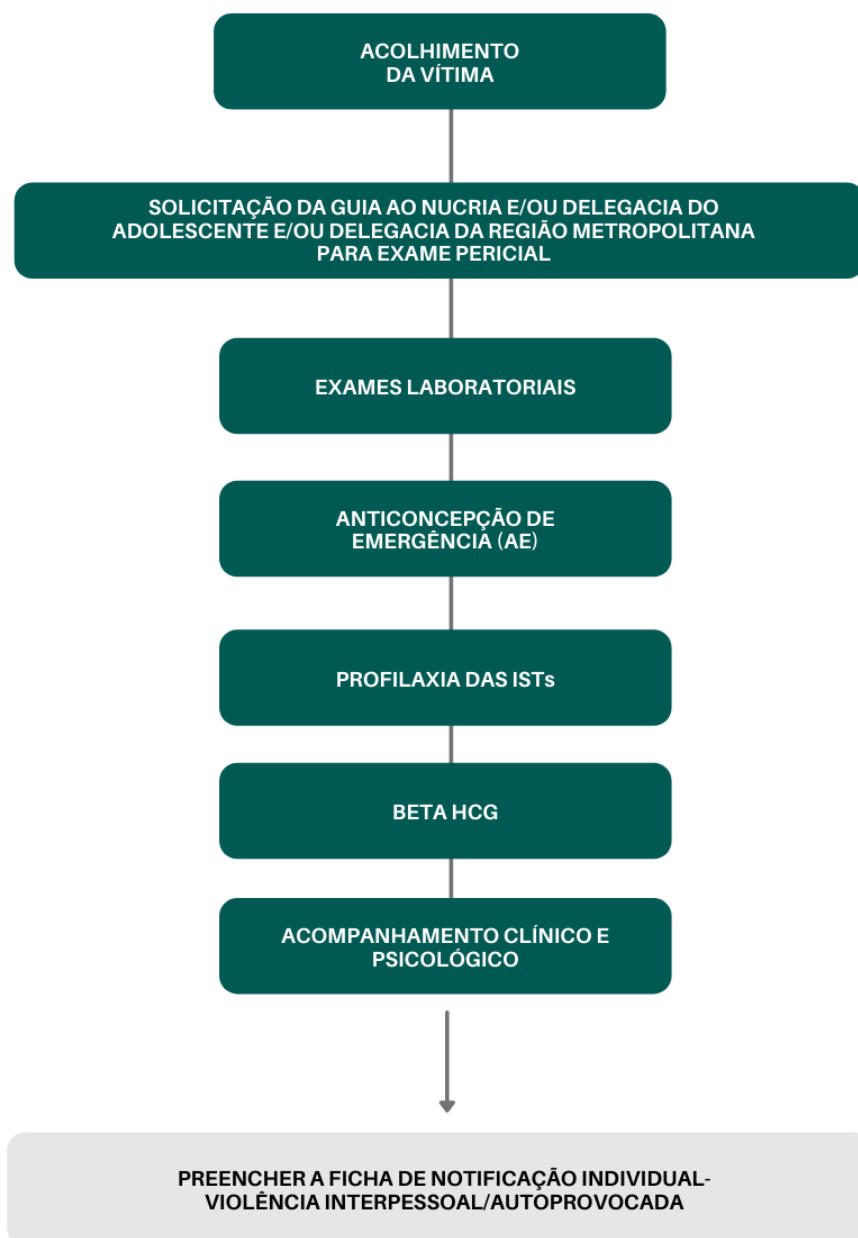 ACOLHIMENTO
DA VÍTIMA
SOLICITAÇÃO DA GUIA AO NUCRIA E/OU DELEGACIA DO
ADOLESCENTE E/OU DELEGACIA DA REGIÃO METROPOLITANA
PARA EXAME PERICIAL
EXAMES LABORATORIAIS
ANTICONCEPÇÃO DE
EMERGÊNCIA (AE)
PROFILAXIA DAS ISTs
BETA HCG
ACOMPANHAMENTO CLÍNICO E
PSICOLÓGICO
PREENCHER A FICHA DE NOTIFICAÇÃO INDIVIDUAL-
VIOLÊNCIA INTERPESSOAL/AUTOPROVOCADA